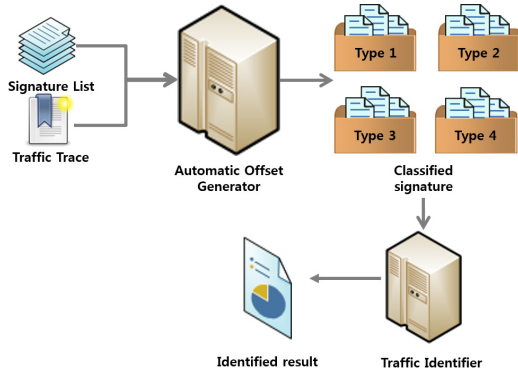 Signature List
Traffic Trace
Automatic Offset
Generator
Type 1
Type 2
Type 3
Type 4
Classified
signature
Identified result
Traffic Identifier